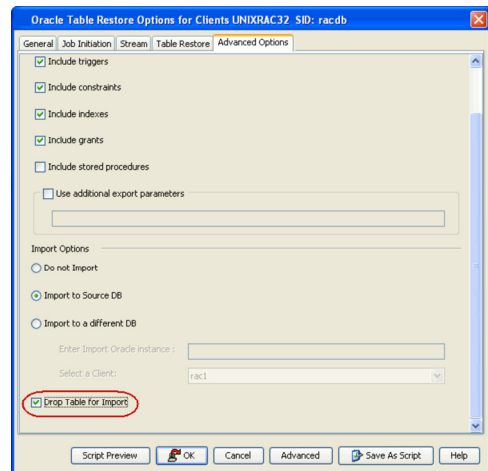 Oracle Table Restore Options for Clients UNIXRAC32 SID: racdb
General Job Initiation Stream Table Restore Advanced Options
Include triggers
Include constraints
Include indexes
Include grants
Include stored procedures
Use additional export parameters
Import Options
Do not Import
Import to Source DB
Import to a different DB
Enter Import Oracle instance :
Select a Client: rac1
Drop Table for Import
Script Preview OK Cancel Advanced Save As Script Help